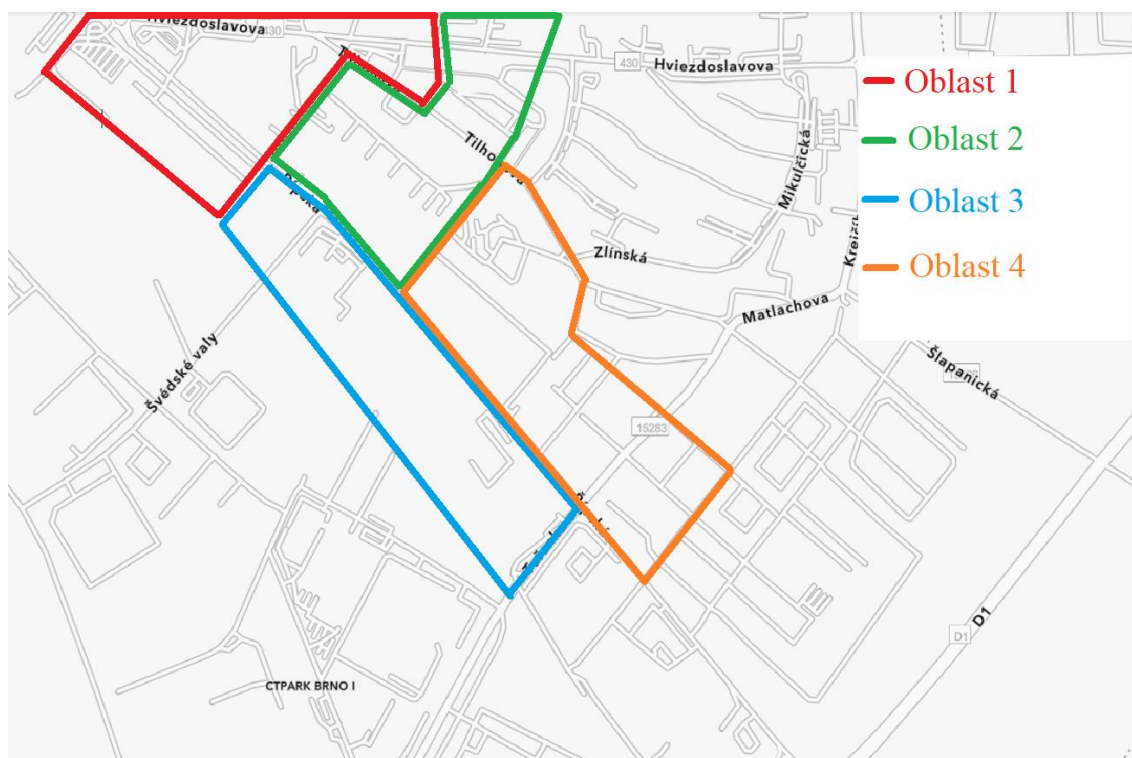 Hviezdoslavova
430
430
Hviezdoslavova
Oblast 1
Oblast 2
Oblast 3
Oblast 4
Mikulčická
Zlínská
Matlachova
Šlapanická
Švédské valy
15283
D1
D1
CTPARK BRNO I